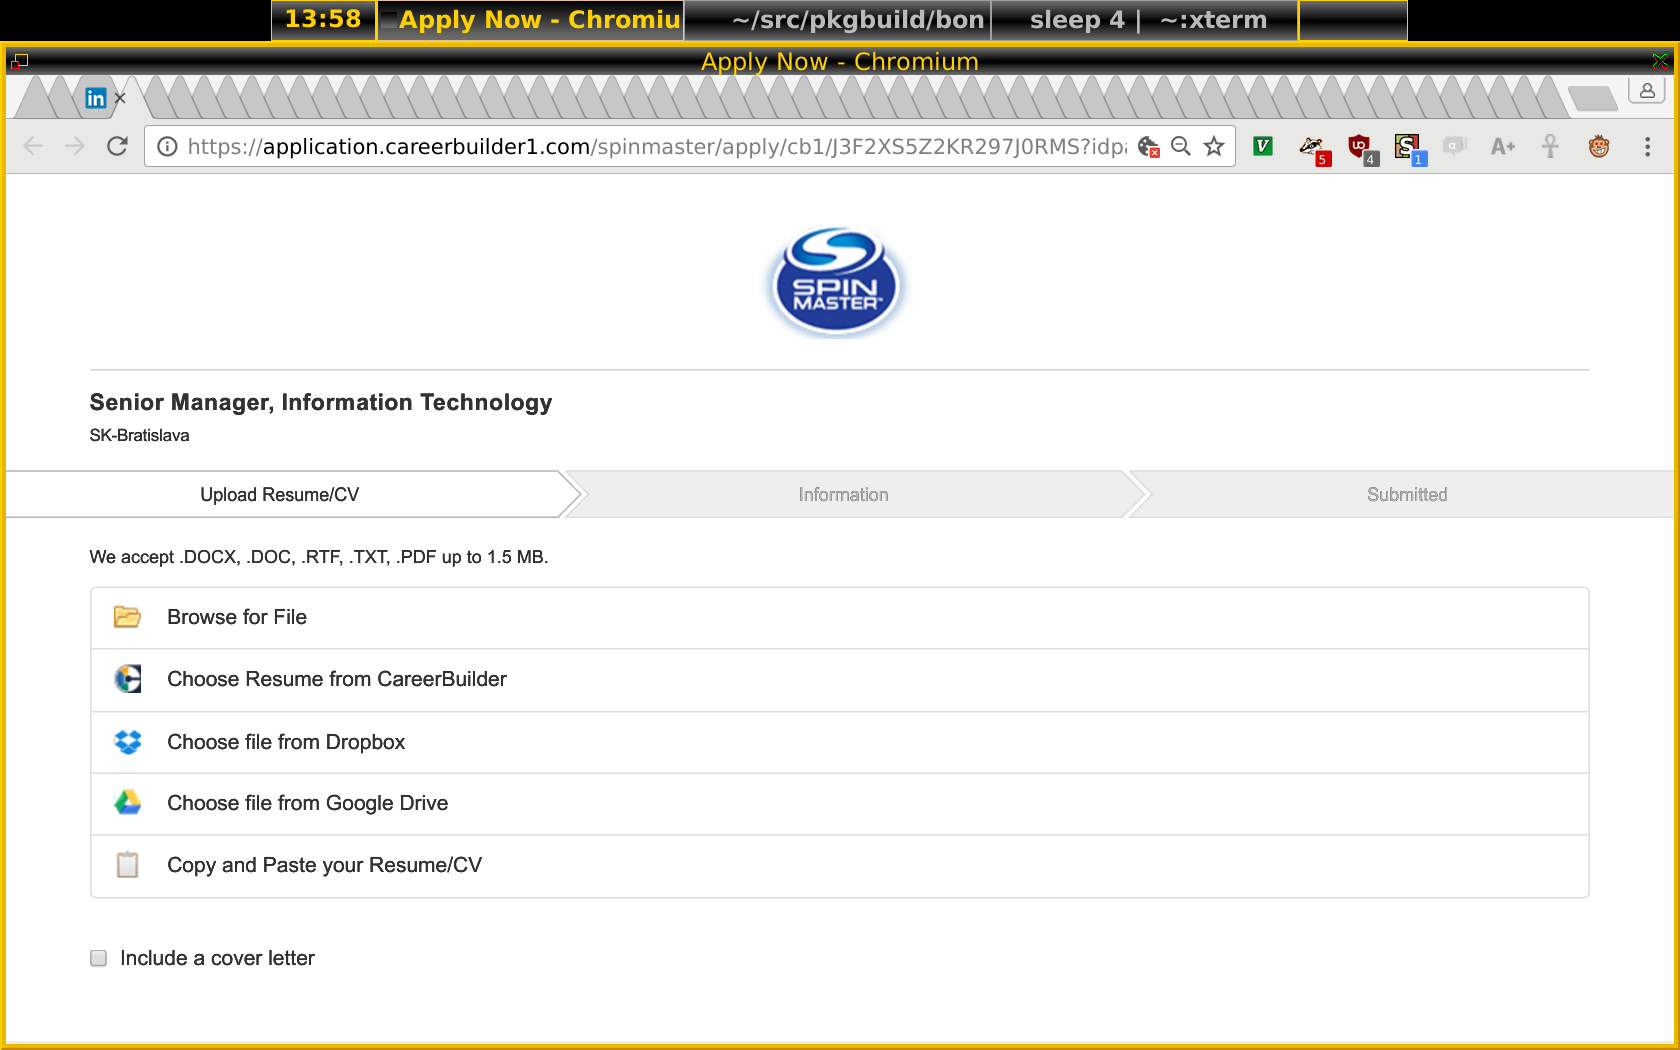 13:58
Apply Now - Chromiu
~/src/pkgbuild/bon
sleep 4 | ~:xterm
Apply Now - Chromium
in
https://application.careerbuilder1.com/spinmaster/apply/cb1/J3F2XS5Z2KR297J0RMS?idpa
V
5
4
S
1
a
A+
SPIN
MASTER™
Senior Manager, Information Technology
SK-Bratislava
Upload Resume/CV
Information
Submitted
We accept .DOCX, .DOC, .RTF, .TXT, .PDF up to 1.5 MB.
Browse for File
Choose Resume from CareerBuilder
Choose file from Dropbox
Choose file from Google Drive
Copy and Paste your Resume/CV
Include a cover letter